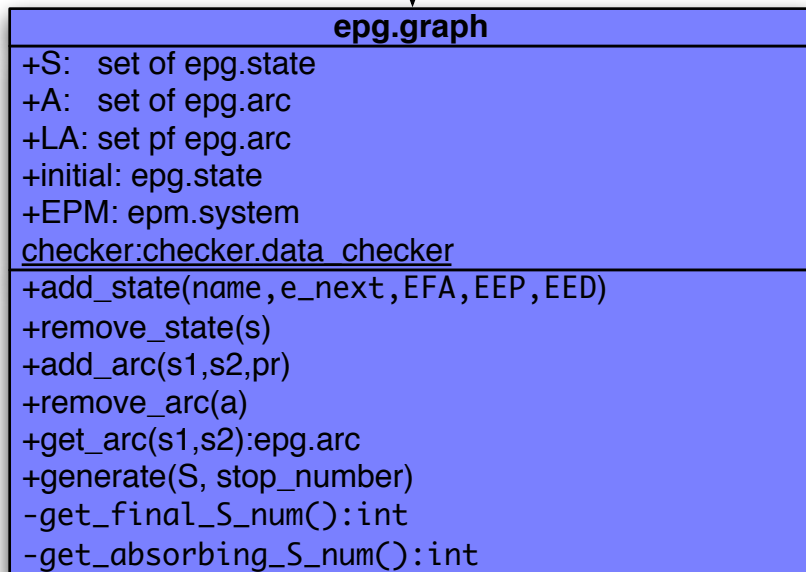 epg.graph
+S: set of epg.state
+A: set of epg.arc
+LA: set pf epg.arc
+initial: epg.state
+EPM: epm.system
checker:checker.data_checker
+add_state(name,e_next,EFA,EEP,EED)
+remove_state(s)
+add_arc(s1,s2,pr)
+remove_arc(a)
+get_arc(s1,s2):epg.arc
+generate(S, stop_number)
-get_final_S_num():int
-get_absorbing_S_num():int